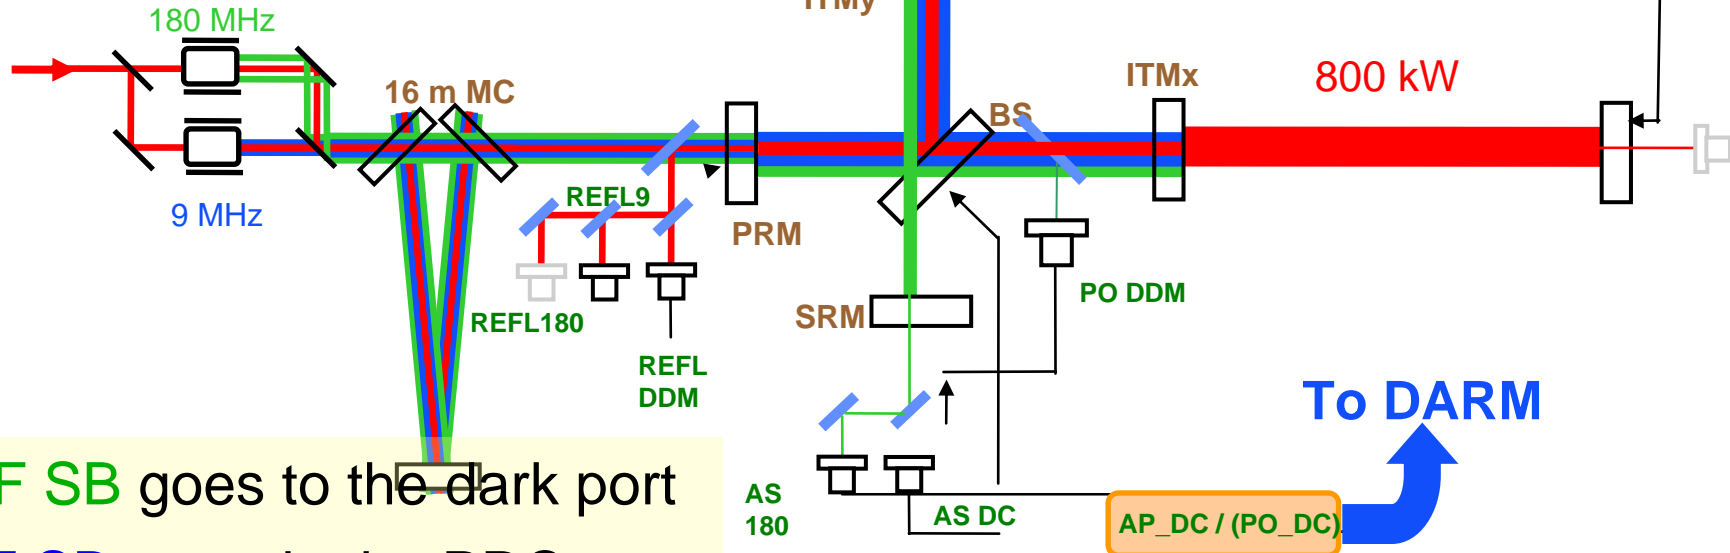 180 MHz
ITMy
ITMx
800 kW
16 m MC
BS
9 MHz
REFL9
PRM
REFL180
SRM
PO DDM
REFL
DDM
To DARM
F SB goes to the dark port
AS
180
AS DC
AP_DC / (PO_DC)